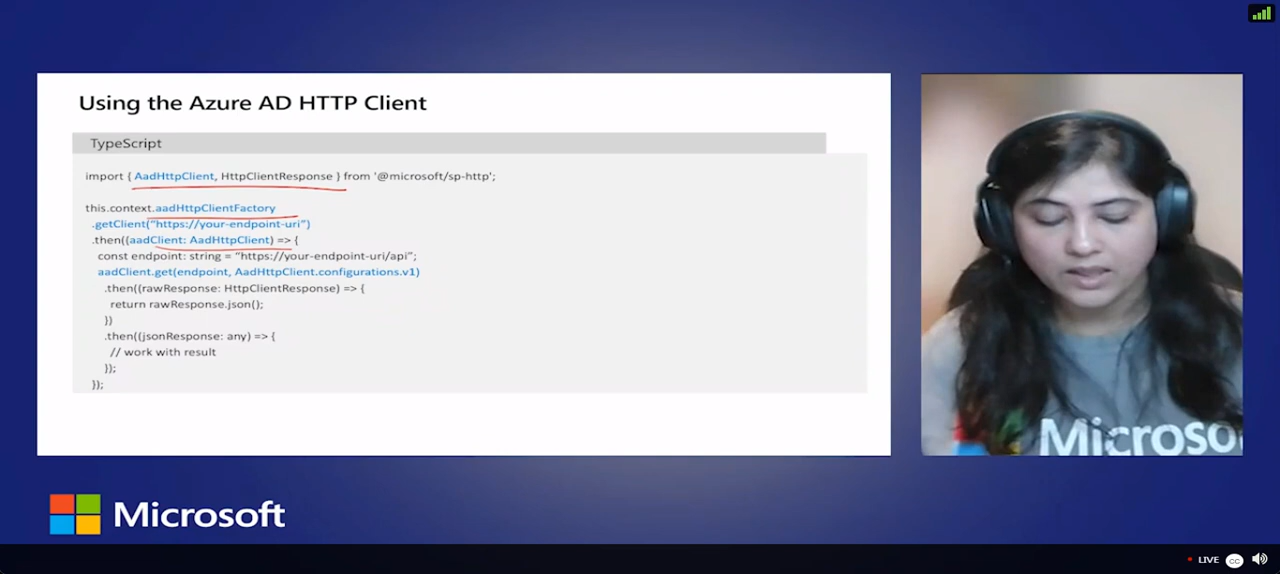 Using the Azure AD HTTP Client
TypeScript
import { AadHttpClient, HttpClientResponse } from '@microsoft/sp-http';
this.context.aadHttpClientFactory
.getClient(“https://your-endpoint-uri”)
.then((aadClient: AadHttpClient) => {
const endpoint: string = “https://your-endpoint-uri/api”;
aadClient.get(endpoint, AadHttpClient.configurations.v1)
.then((rawResponse: HttpClientResponse) => {
return rawResponse.json();
})
.then((jsonResponse: any) => {
// work with result
});
});
Microso
Microsoft
LIVE
CC